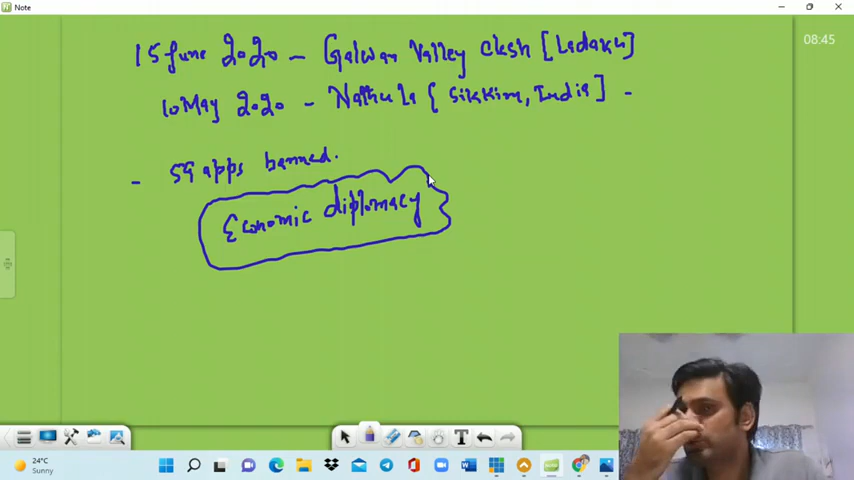 Note
08:45
15 June 2020 - Galwan Valley clash [Ladakh]
10 May 2020 - Nathu La { Sikkim, India ] -
- 59 apps banned.
Economic diplomacy
24°C
Sunny